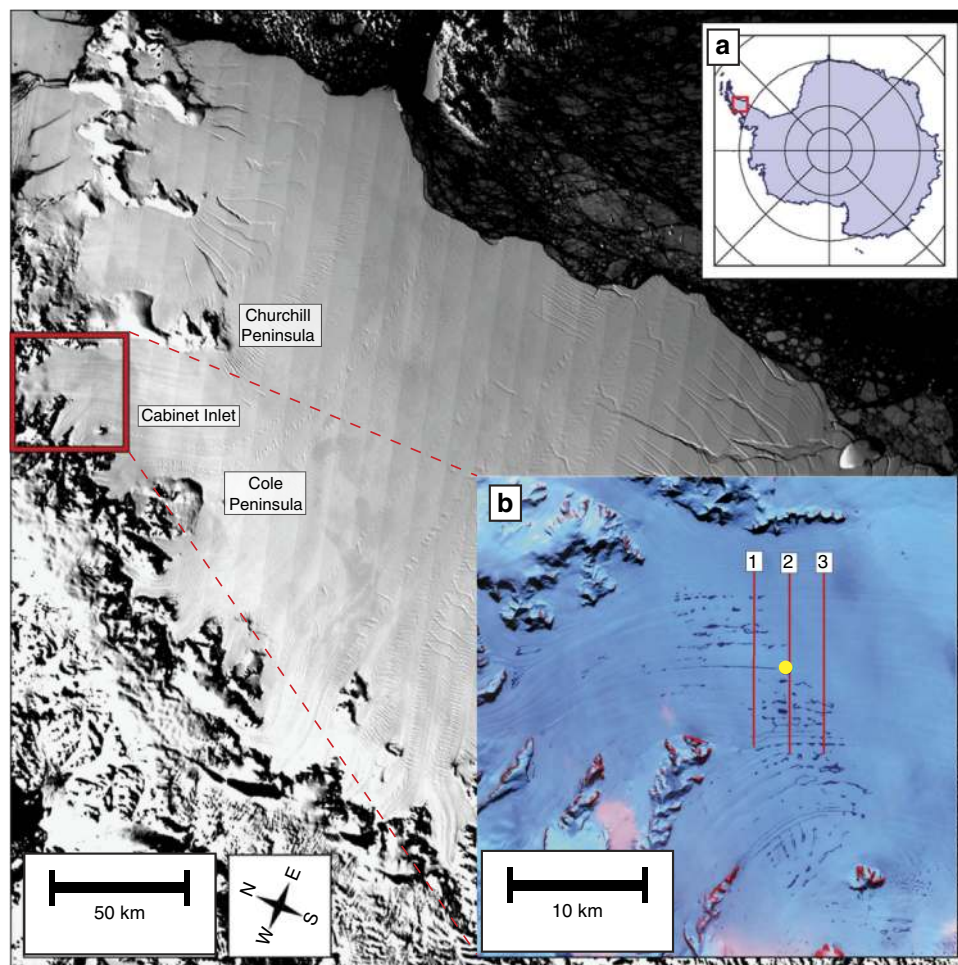 a
Churchill
Peninsula
Cabinet Inlet
Cole
Peninsula
b
1 2 3
50 km
N E
W S
10 km